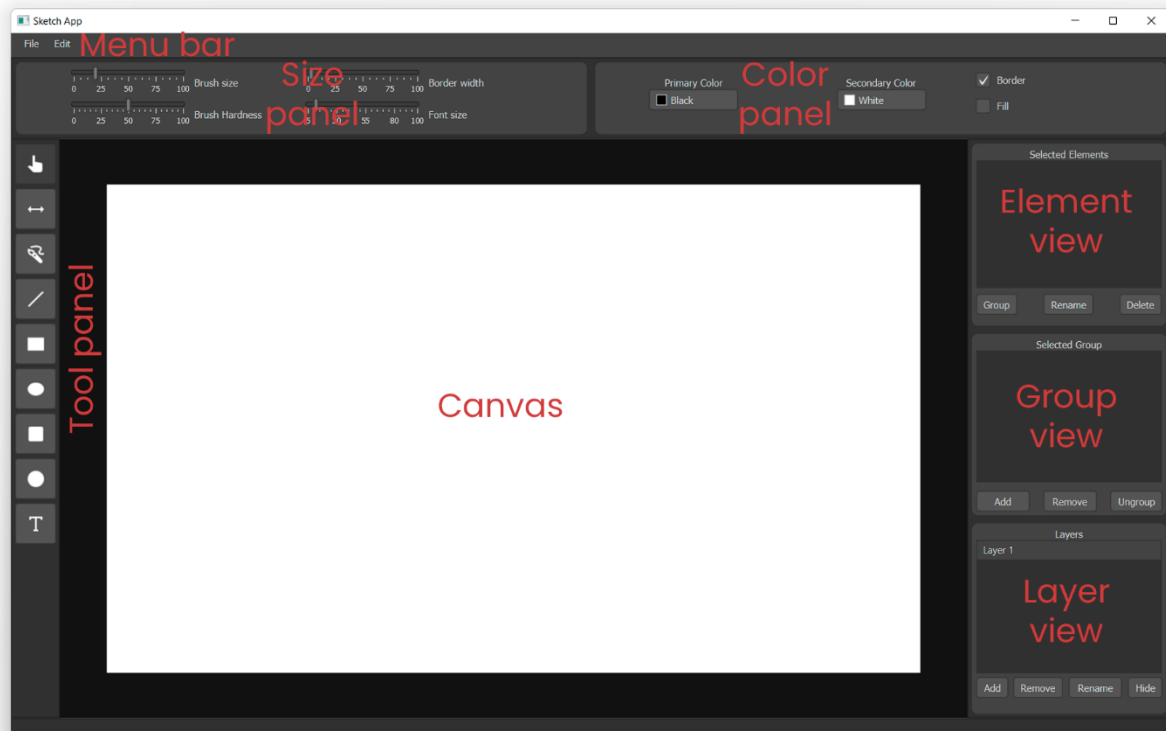 Sketch App
File Edit Menu bar
Size panel
0 25 50 75 100 Brush size
0 25 50 75 100 Brush Hardness
25 50 75 100 Border width
20 55 80 100 Font size
Color panel
Primary Color
Black
Secondary Color
White
Border
Fill
Tool panel
T
Canvas
Selected Elements
Element
view
Group Rename Delete
Selected Group
Group
view
Add Remove Ungroup
Layers
Layer 1
Layer
view
Add Remove Rename Hide